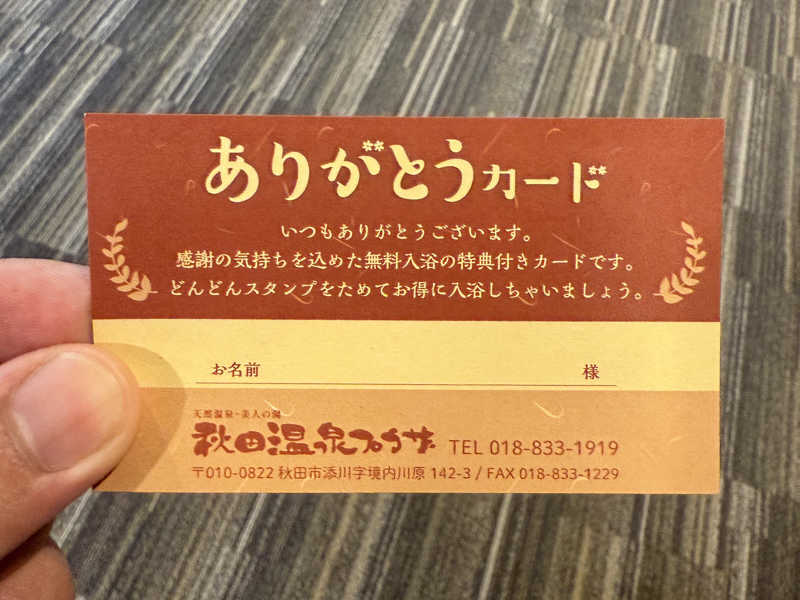 ありがとうカード
いつもありがとうございます。
感謝の気持ちを込めた無料入浴の特典付きカードです。
どんどんスタンプをためてお得に入浴しちゃいましょう。
お名前 様
天然温泉・美人の湯
秋田温泉プラザ TEL 018-833-1919
〒010-0822 秋田市添川字境内川原 142-3 / FAX 018-833-1229